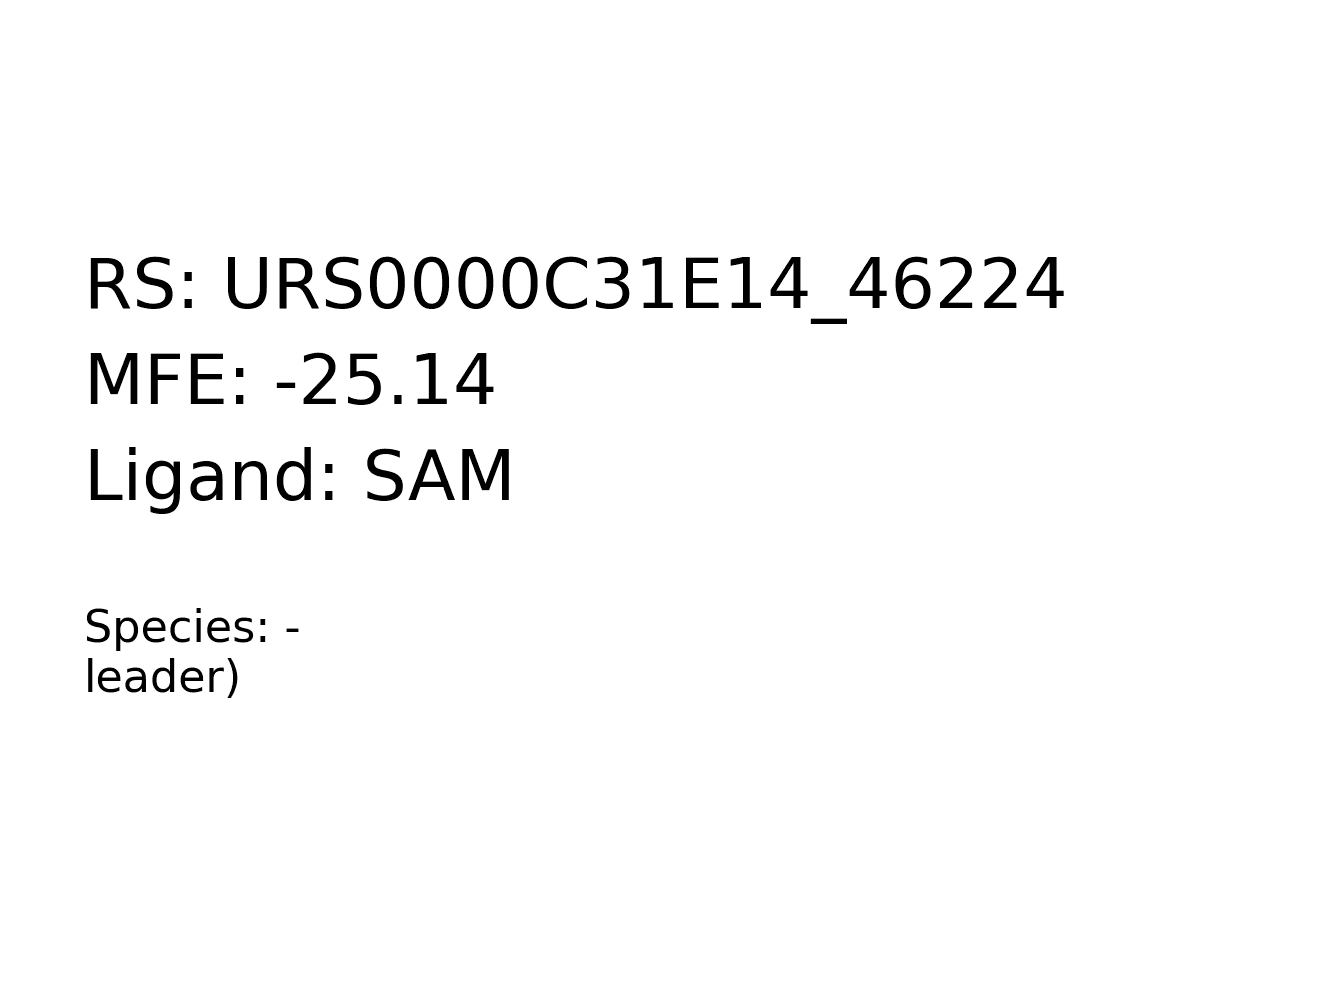 RS: URS0000C31E14_46224
MFE: -25.14
Ligand: SAM
Species: -
leader)